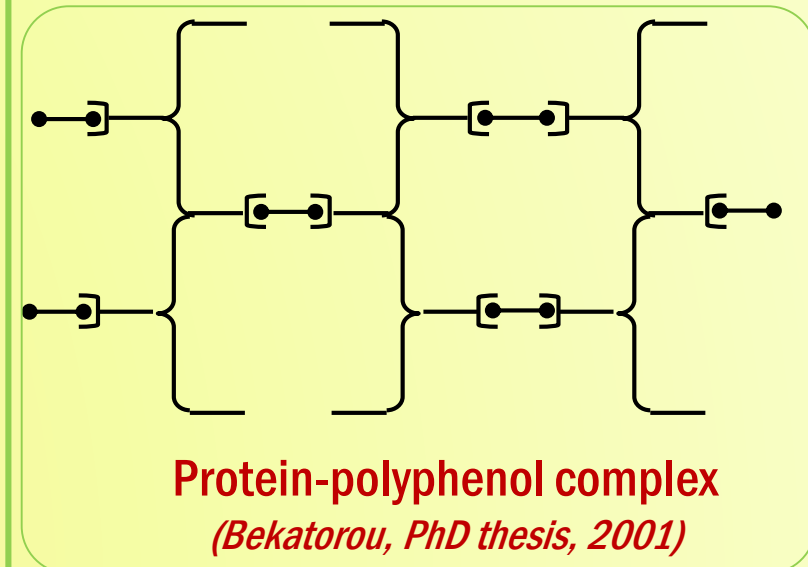 Protein-polyphenol complex
(Bekatorou, PhD thesis, 2001)